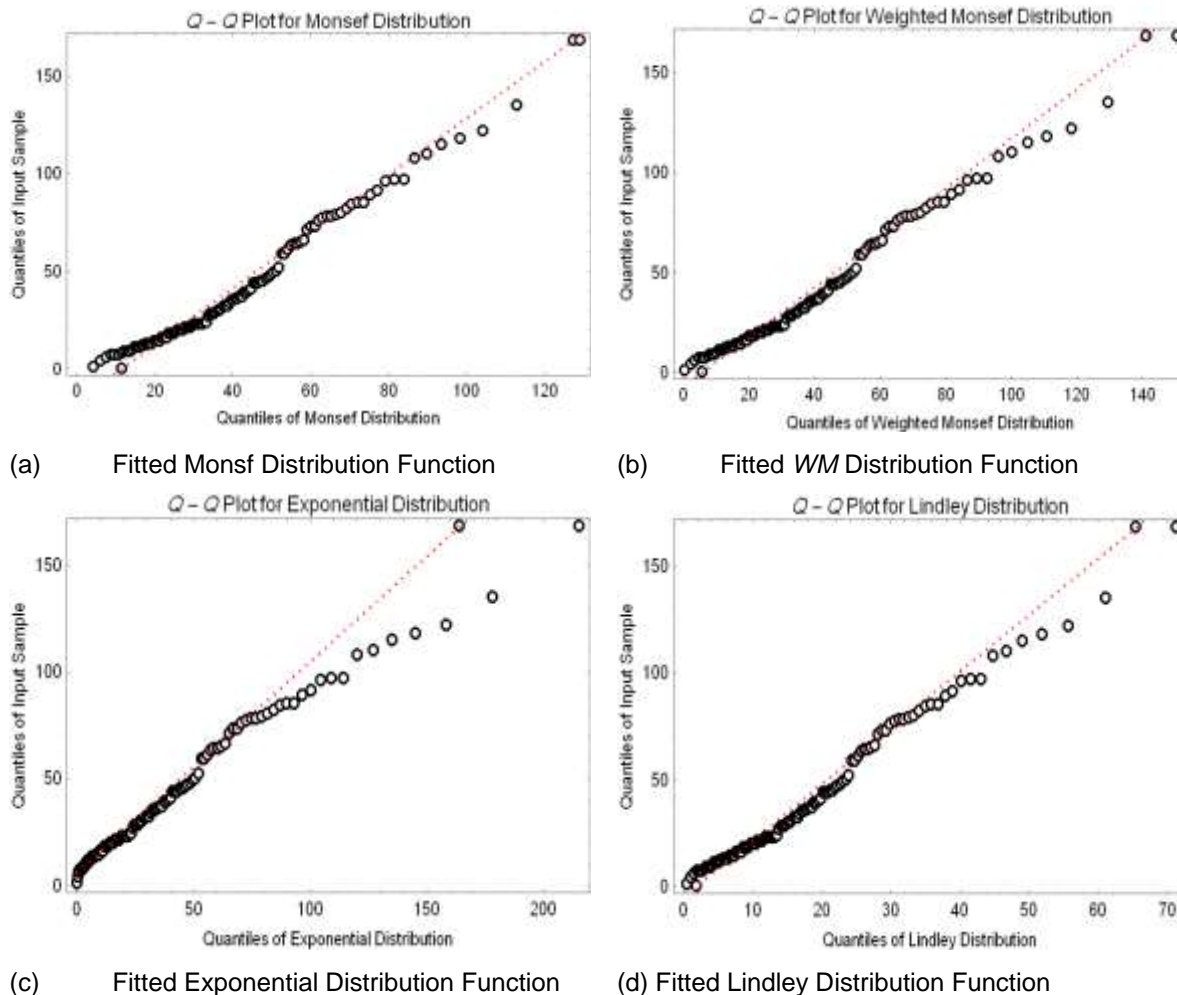 Q – Q Plot for Monsef Distribution
150
100
50
0
0 20 40 60 80 100 120
Quantiles of Input Sample
Quantiles of Monsef Distribution
(a) Fitted Monsf Distribution Function
Q – Q Plot for Weighted Monsef Distribution
150
100
50
0
0 20 40 60 80 100 120 140
Quantiles of Input Sample
Quantiles of Weighted Monsef Distribution
(b) Fitted WM Distribution Function
Q – Q Plot for Exponential Distribution
150
100
50
0
0 50 100 150 200
Quantiles of Input Sample
Quantiles of Exponential Distribution
(c) Fitted Exponential Distribution Function
Q – Q Plot for Lindley Distribution
150
100
50
0
0 10 20 30 40 50 60 70
Quantiles of Input Sample
Quantiles of Lindley Distribution
(d) Fitted Lindley Distribution Function